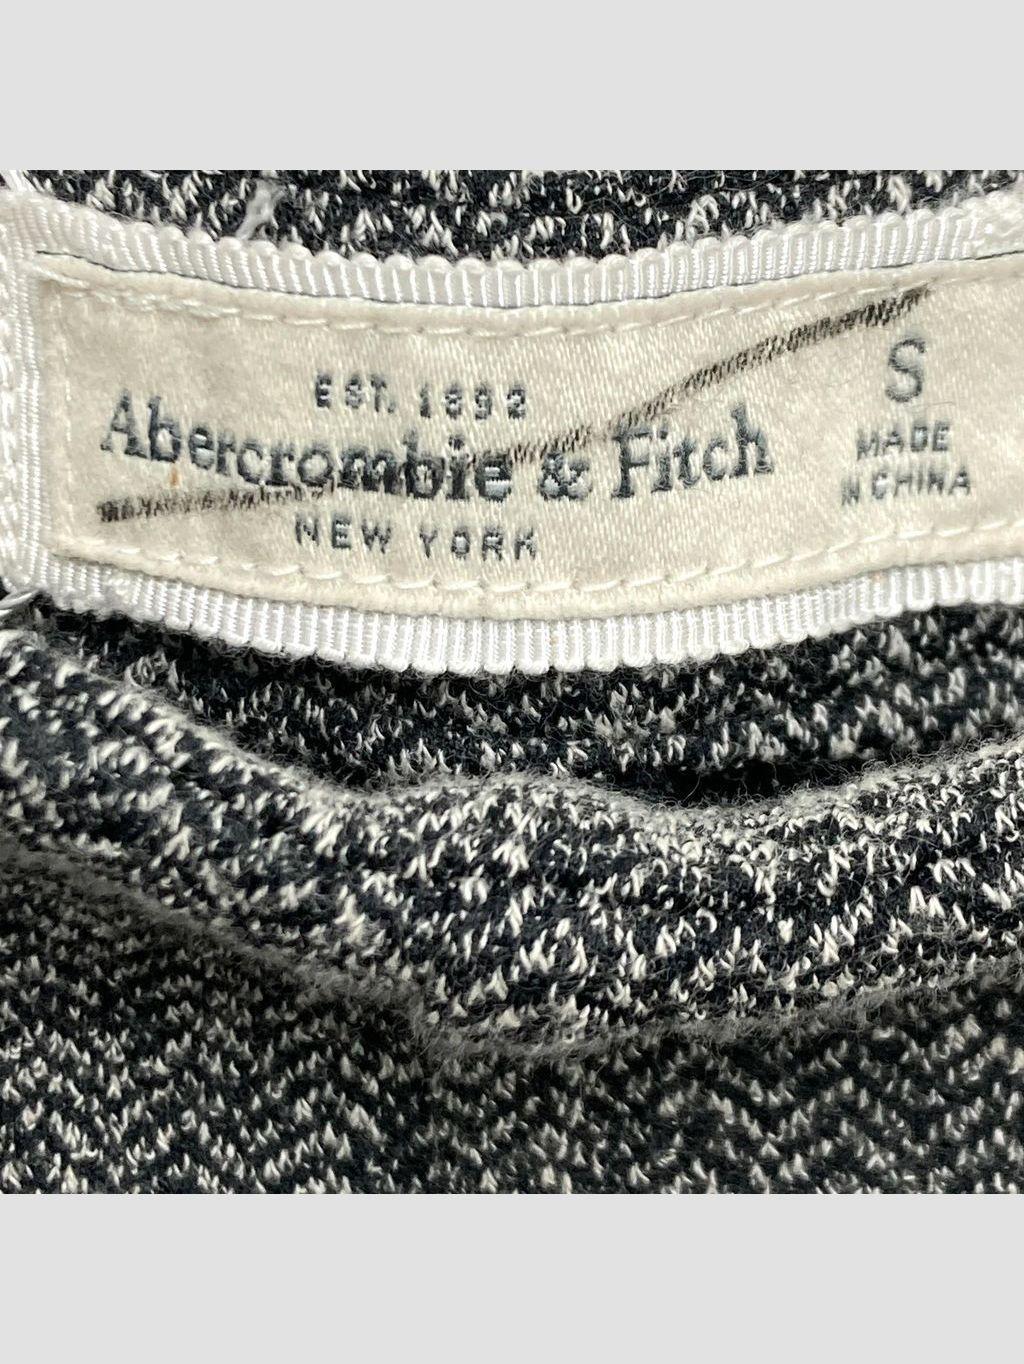 EST. 1892
Abercrombie & Fitch
NEW YORK
S
MADE
IN CHINA